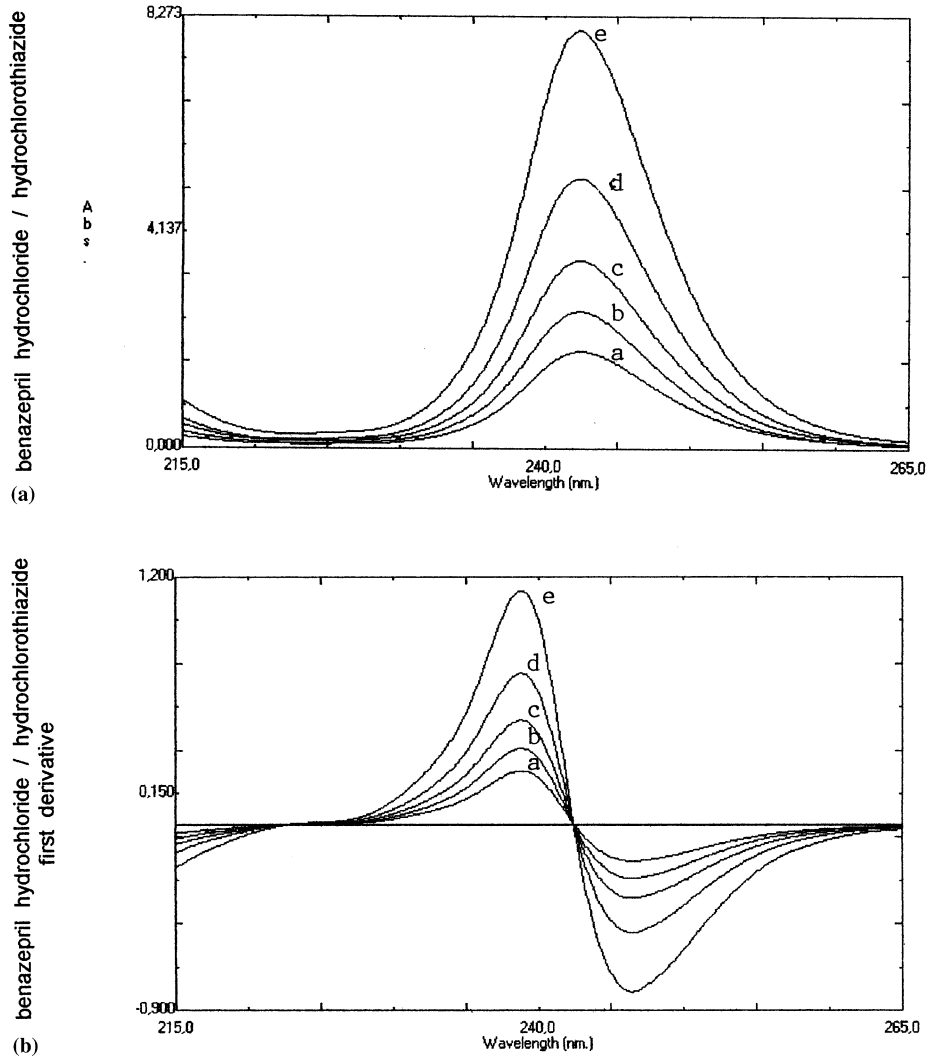 benazepril hydrochloride / hydrochlorothiazide
8,273
A
b
s
.
4,137
0,000
e
d
c
b
a
215,0
240,0
265,0
Wavelength (nm.)
(a)
benazepril hydrochloride / hydrochlorothiazide
first derivative
1,200
0,150
-0,900
e
d
c
b
a
215,0
240,0
265,0
Wavelength (nm.)
(b)